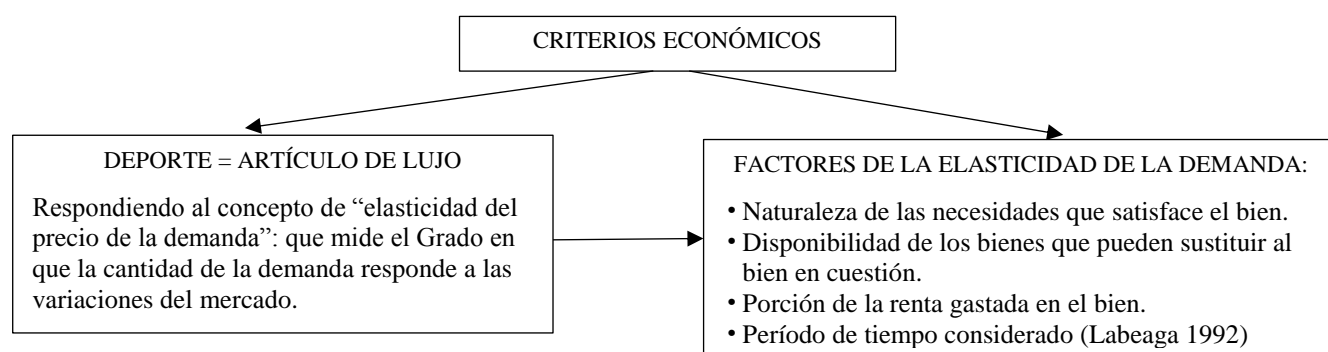 CRITERIOS ECONÓMICOS
DEPORTE = ARTÍCULO DE LUJO
Respondiendo al concepto de “elasticidad del
precio de la demanda”: que mide el Grado en
que la cantidad de la demanda responde a las
variaciones del mercado.
FACTORES DE LA ELASTICIDAD DE LA DEMANDA:
• Naturaleza de las necesidades que satisface el bien.
• Disponibilidad de los bienes que pueden sustituir al
bien en cuestión.
• Porción de la renta gastada en el bien.
• Período de tiempo considerado (Labeaga 1992)